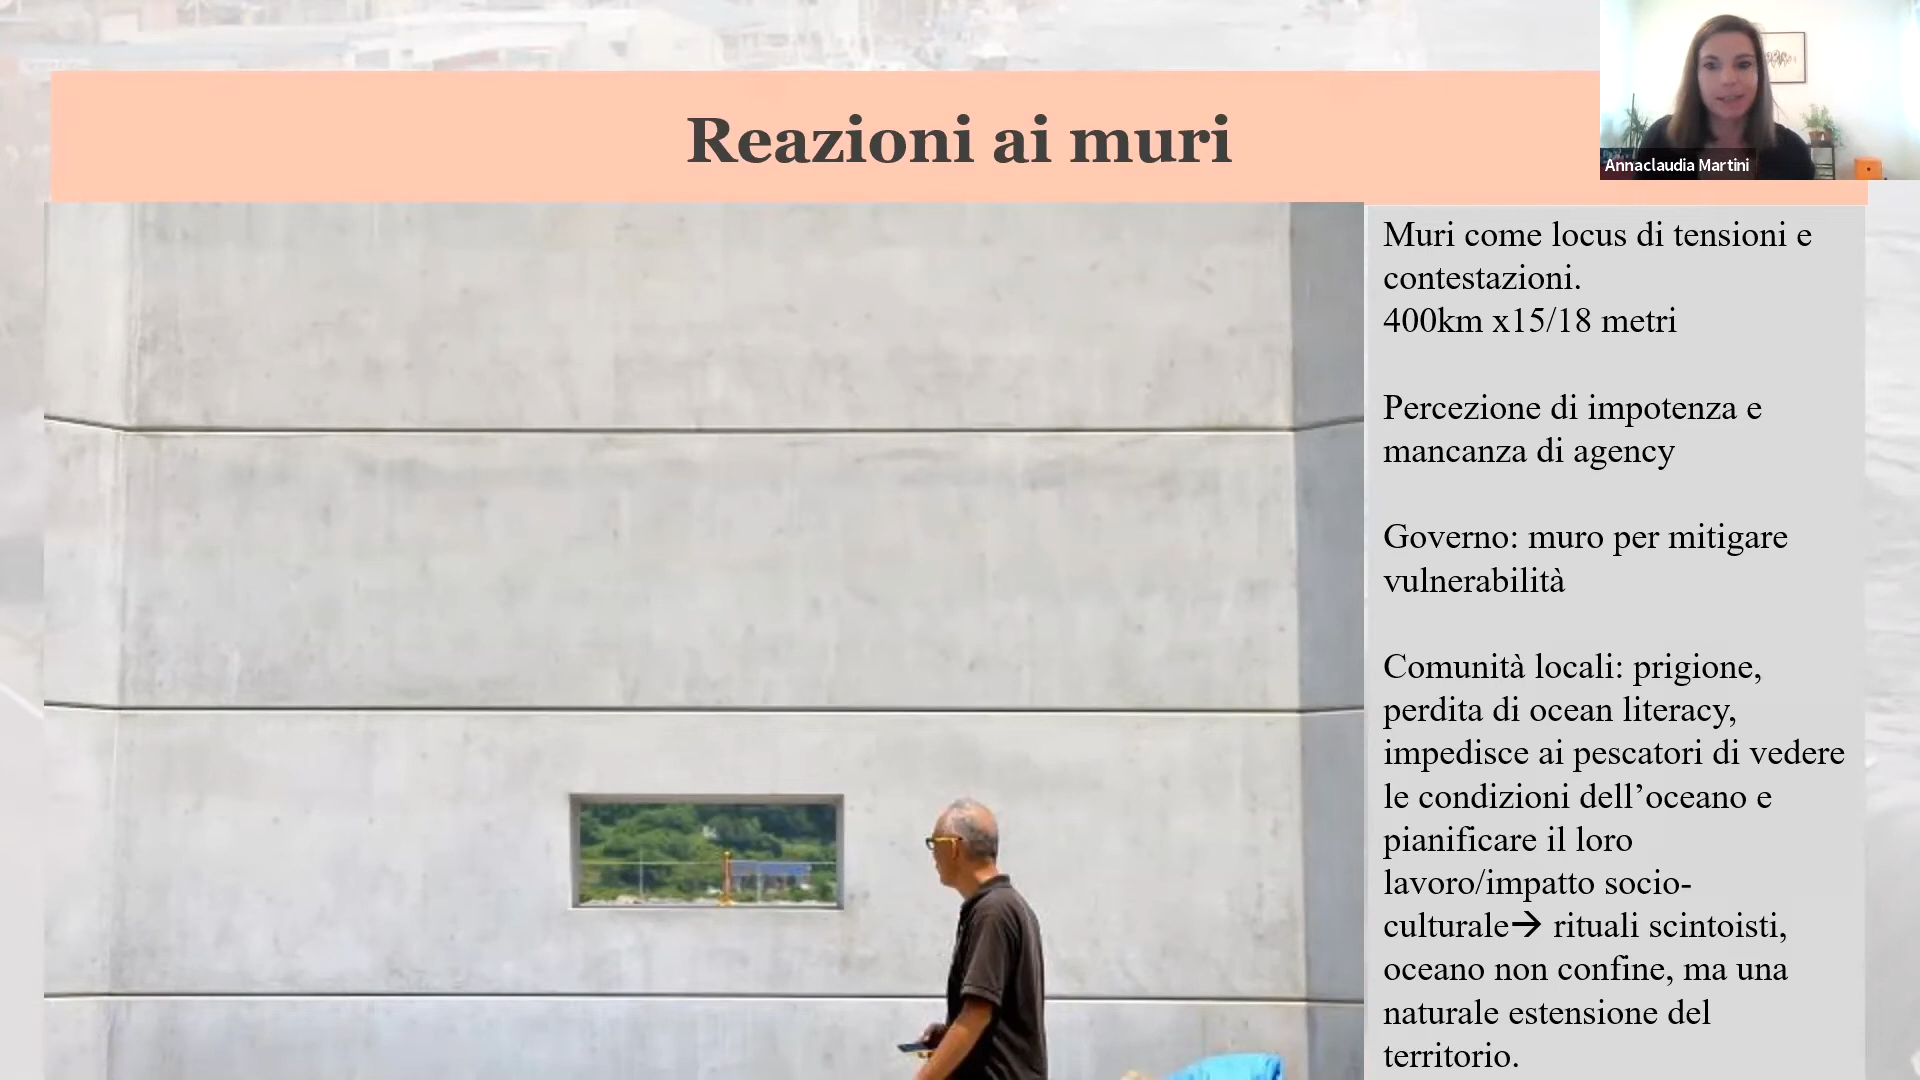 Reazioni ai muri
Annaclaudia Martini
Muri come locus di tensioni e
contestazioni.
400km x15/18 metri
Percezione di impotenza e
mancanza di agency
Governo: muro per mitigare
vulnerabilità
Comunità locali: prigione,
perdita di ocean literacy,
impedisce ai pescatori di vedere
le condizioni dell’oceano e
pianificare il loro
lavoro/impatto socio-
culturale→ rituali scintoisti,
oceano non confine, ma una
naturale estensione del
territorio.